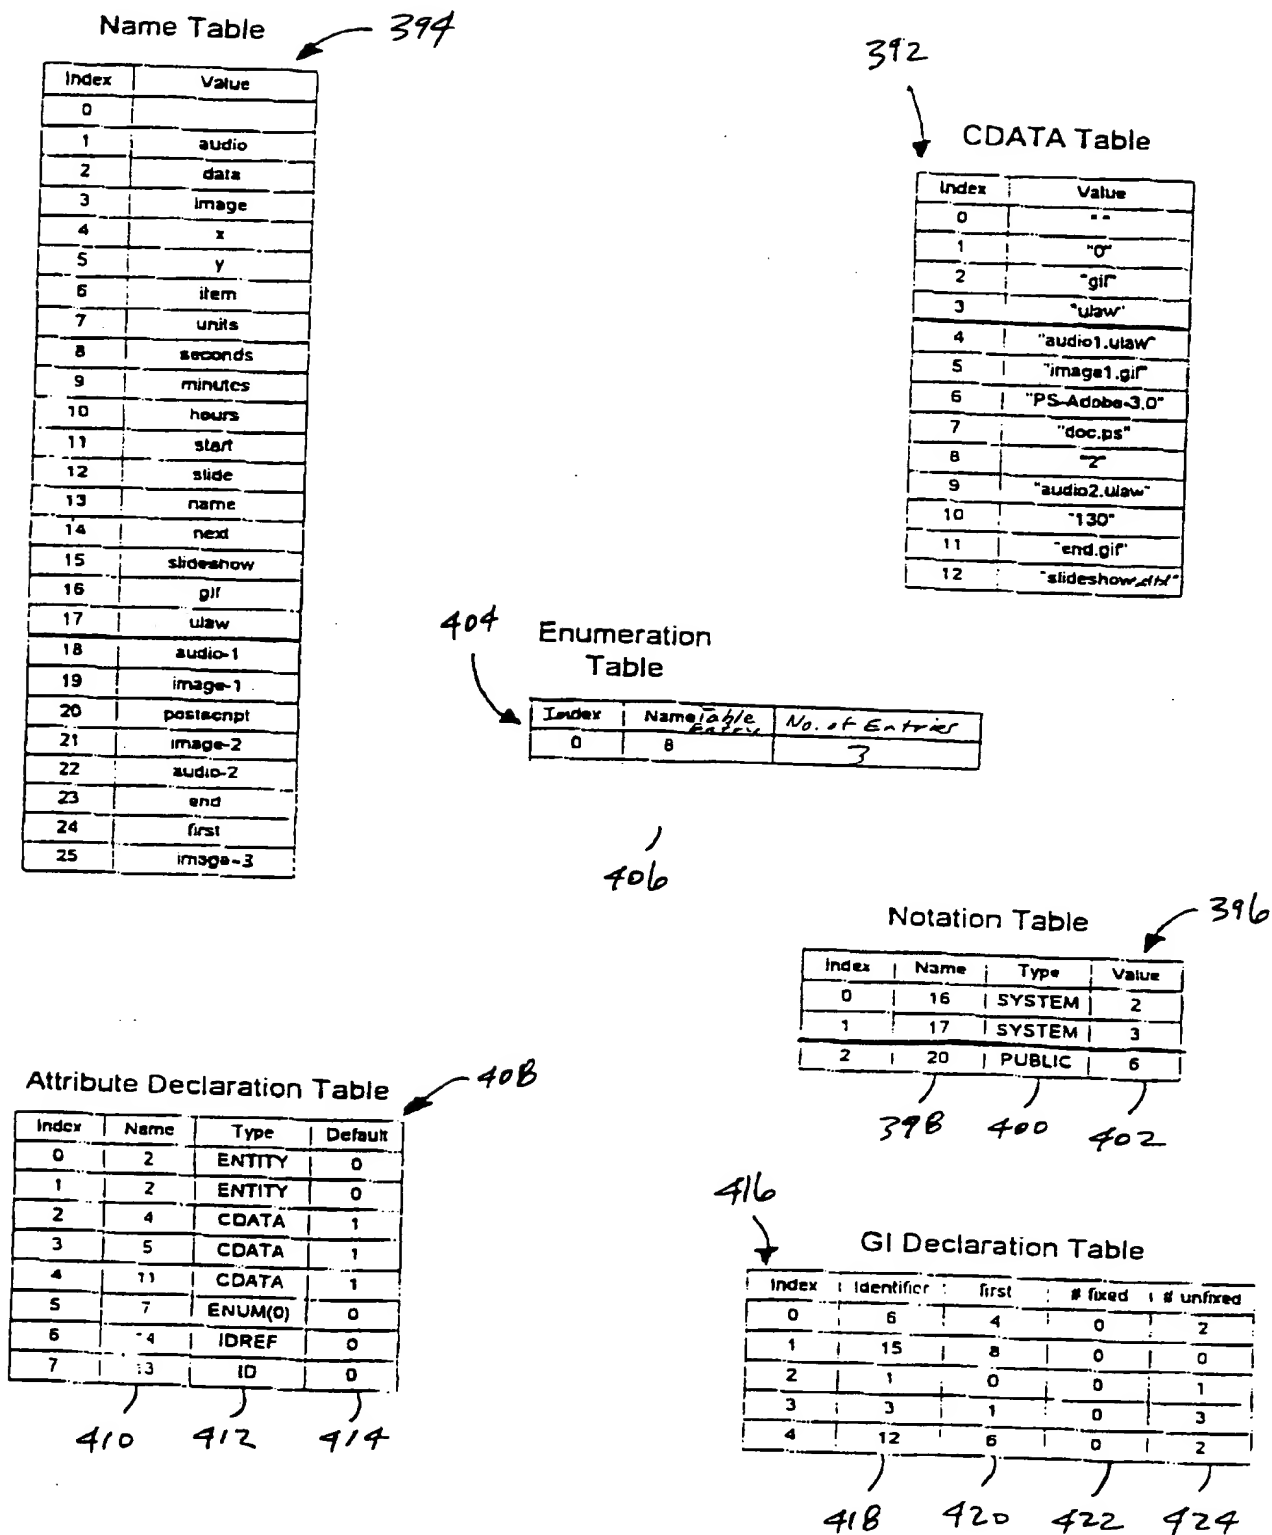 Name Table
394
Index Value
0
1 audio
2 data
3 image
4 x
5 y
6 item
7 units
8 seconds
9 minutes
10 hours
11 start
12 slide
13 name
14 next
15 slideshow
16 gif
17 ulaw
18 audio-1
19 image-1
20 postscript
21 image-2
22 audio-2
23 end
24 first
25 image-3
392
CDATA Table
Index Value
0 " "
1 "0"
2 "gif"
3 "ulaw"
4 "audio1.ulaw"
5 "image1.gif"
6 "PS-Adobe-3.0"
7 "doc.ps"
8 "2"
9 "audio2.ulaw"
10 "130"
11 "end.gif"
12 "slideshow.dtd"
404
Enumeration
Table
Index Name Table Entry No. of Entries
0 8 3
406
Notation Table
396
Index Name Type Value
0 16 SYSTEM 2
1 17 SYSTEM 3
2 20 PUBLIC 6
398 400 402
Attribute Declaration Table
408
Index Name Type Default
0 2 ENTITY 0
1 2 ENTITY 0
2 4 CDATA 1
3 5 CDATA 1
4 11 CDATA 1
5 7 ENUM(0) 0
6 14 IDREF 0
7 13 ID 0
410 412 414
416
GI Declaration Table
Index Identifier first # fixed # unfixed
0 6 4 0 2
1 15 8 0 0
2 1 0 0 1
3 3 1 0 3
4 12 6 0 2
418 420 422 424